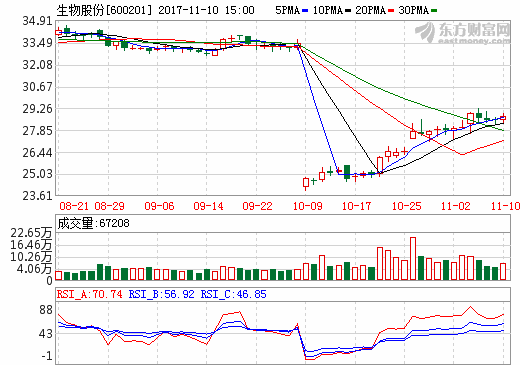 生物股份[600201] 2017-11-10 15:00 5PMA 10PMA 20PMA 30PMA
东方财富网
eastmoney.com
34.91
33.49
32.08
30.67
29.26
27.85
26.44
25.03
23.61
08-21 08-29 09-06 09-14 09-22 10-09 10-17 10-25 11-02 11-10
成交量:67208
22.65万
16.46万
10.26万
4.06万
0
RSI_A:70.74 RSI_B:56.92 RSI_C:46.85
88
43
-1